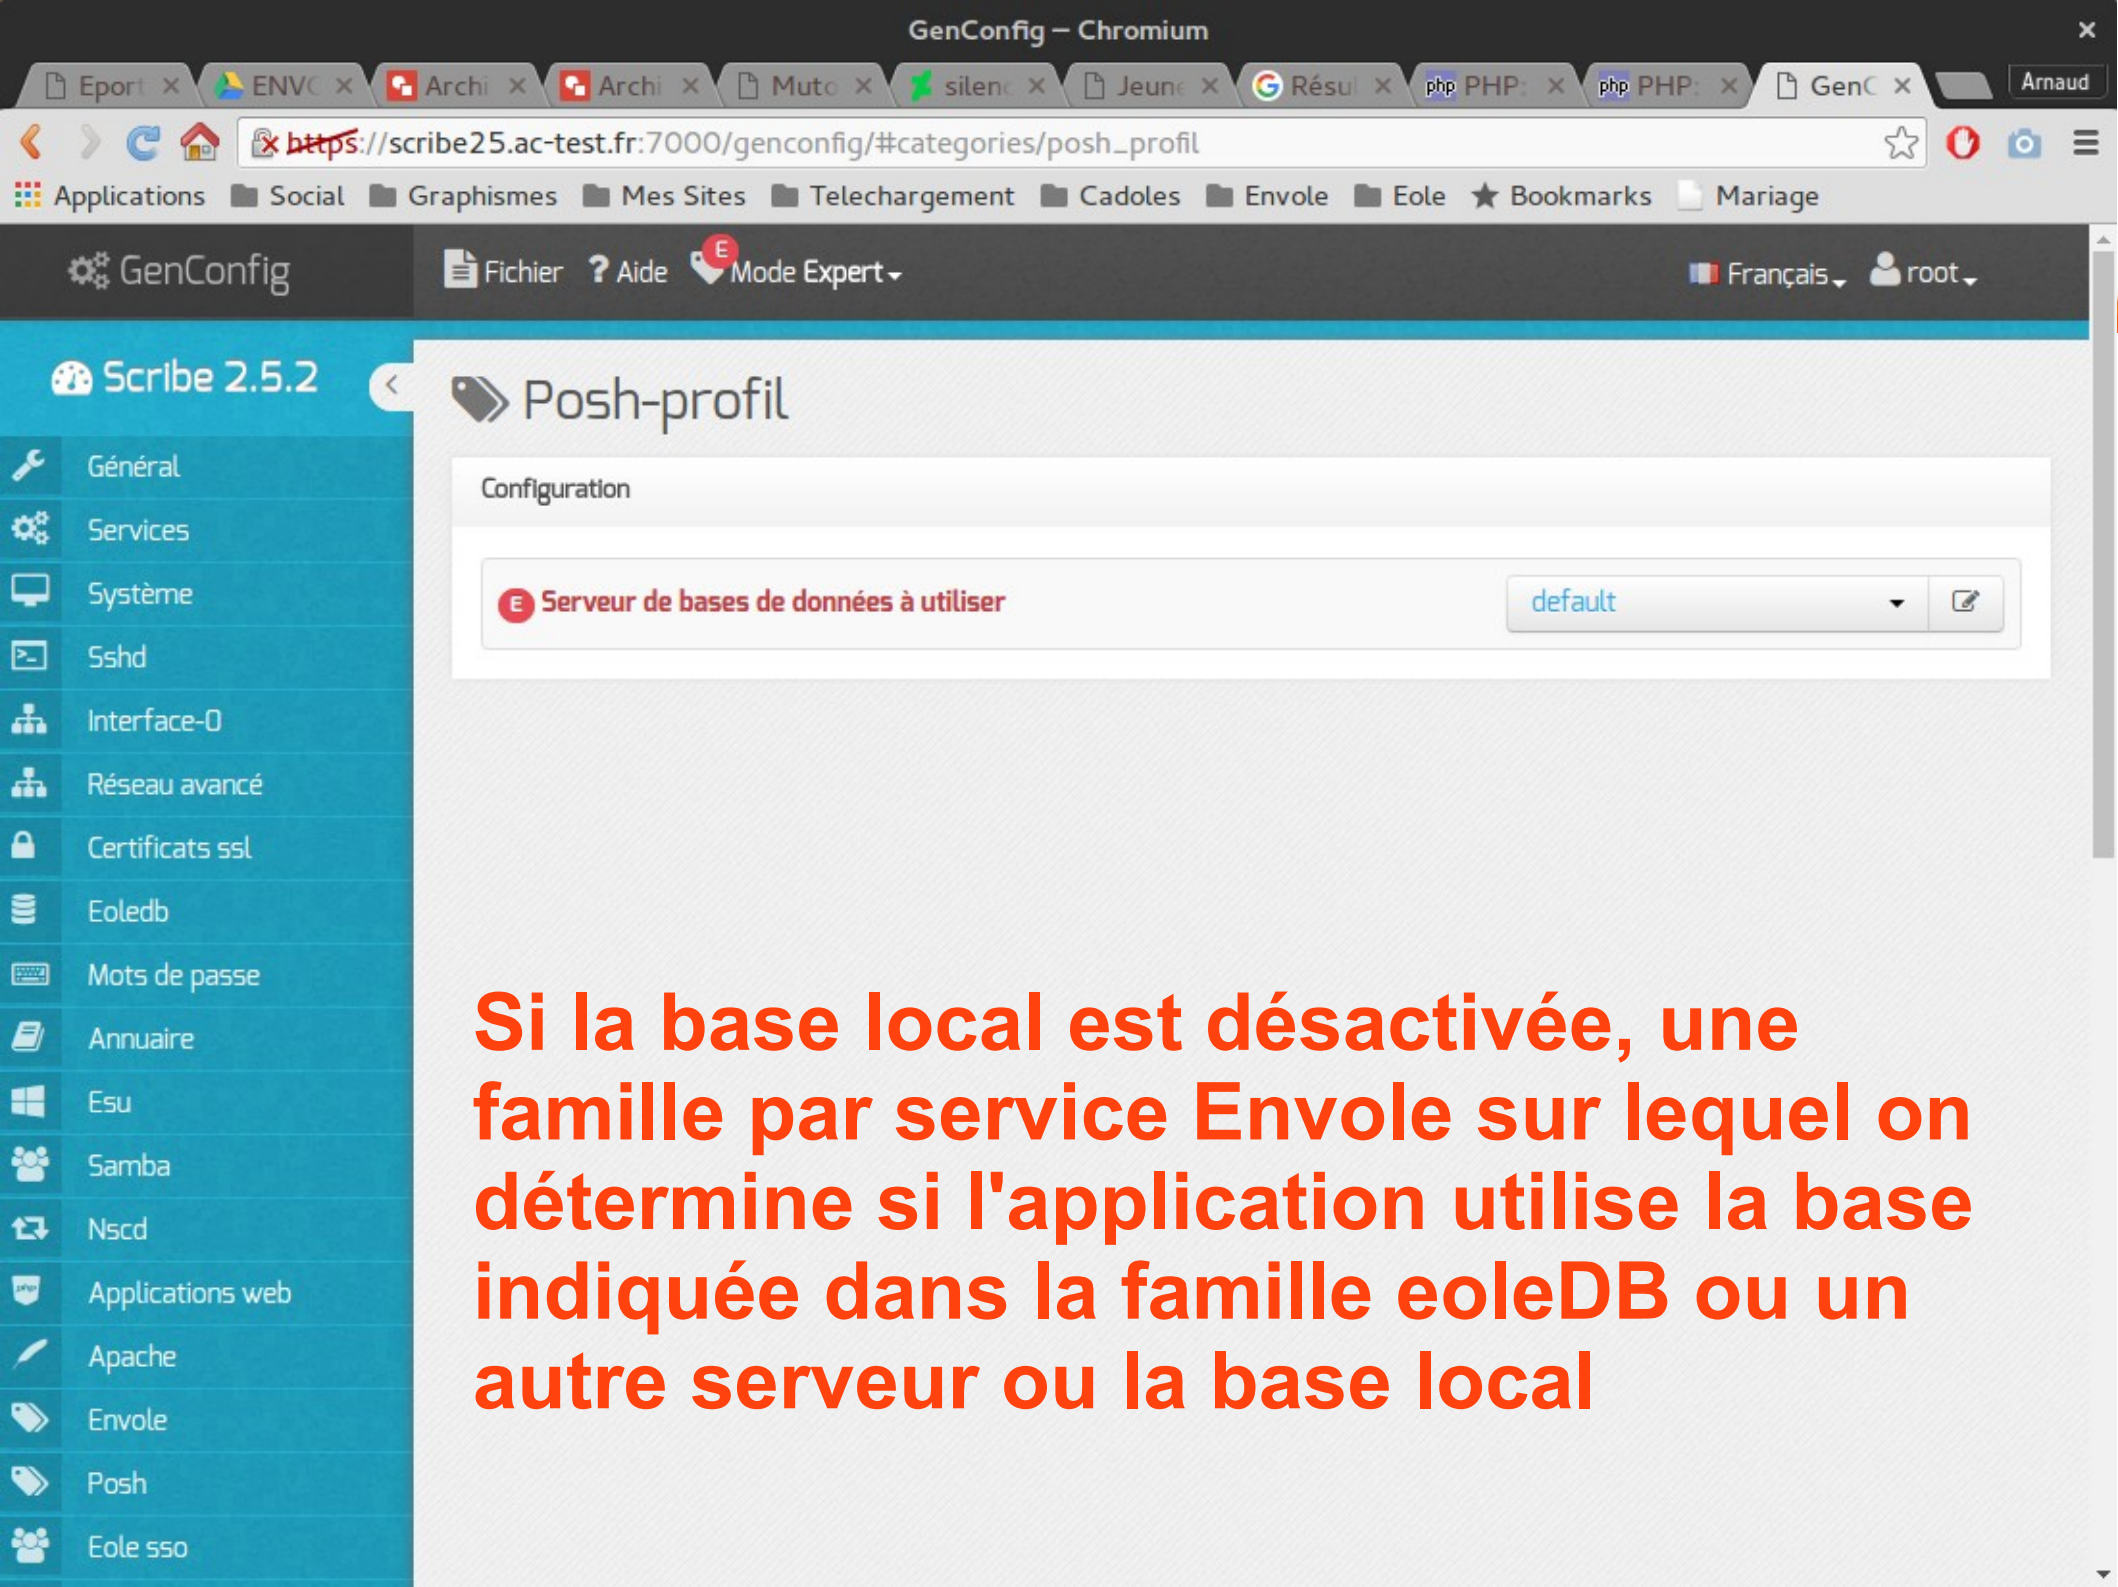 GenConfig – Chromium
Eport ENVO Archi Archi Muto silenc Jeune Résul PHP: PHP: GenC Arnaud
https://scribe25.ac-test.fr:7000/genconfig/#categories/posh_profil
Applications Social Graphismes Mes Sites Telechargement Cadoles Envole Eole Bookmarks Mariage
GenConfig Fichier ? Aide E Mode Expert Français root
Scribe 2.5.2
Posh-profil
Général
Configuration
Services
Système
E Serveur de bases de données à utiliser default
Sshd
Interface-0
Réseau avancé
Certificats ssl
Eoledb
Mots de passe
Annuaire
Esu
Samba
Nscd
Applications web
Apache
Envole
Posh
Eole sso
Si la base local est désactivée, une
famille par service Envole sur lequel on
détermine si l'application utilise la base
indiquée dans la famille eoleDB ou un
autre serveur ou la base local